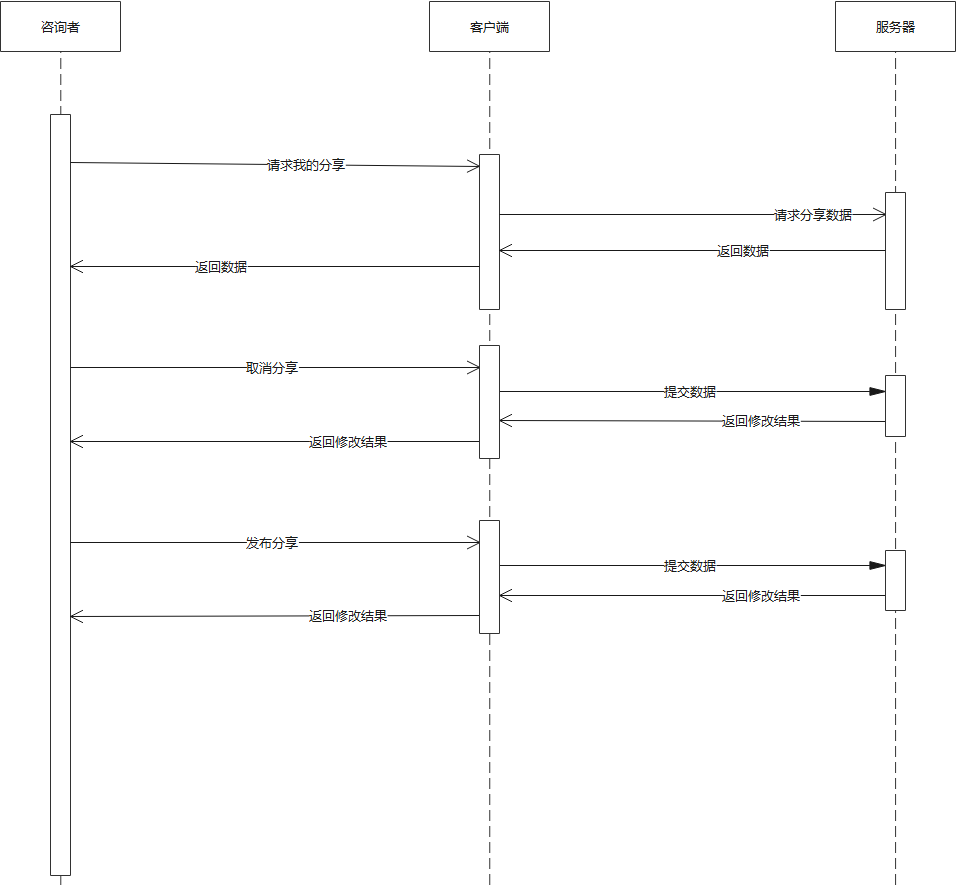 咨询者
客户端
服务器
请求我的分享
请求分享数据
返回数据
返回数据
取消分享
提交数据
返回修改结果
返回修改结果
发布分享
提交数据
返回修改结果
返回修改结果